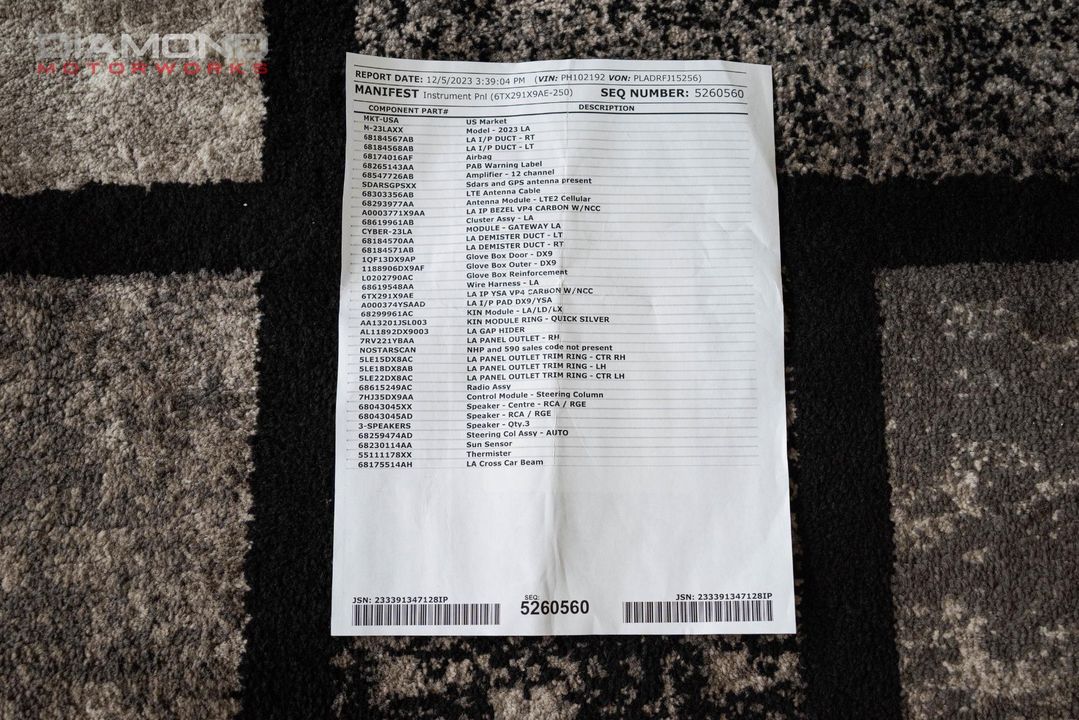 DIAMOND
MOTORWORKS
REPORT DATE: 12/5/2023 3:39:04 PM (VIN: PH102192 VON: PLADRFJ15256)
MANIFEST Instrument Pnl (6TX291X9AE-250) SEQ NUMBER: 5260560
COMPONENT PART# DESCRIPTION
MKT-USA US Market
M-23LAXX Model - 2023 LA
68184567AB LA I/P DUCT - RT
68184568AB LA I/P DUCT - LT
68174016AF Airbag
68265143AA PAB Warning Label
68547726AB Amplifier - 12 channel
SDARSGPSXX Sdars and GPS antenna present
68303356AB LTE Antenna Cable
68293977AA Antenna Module - LTE2 Cellular
A0003771X9AA LA IP BEZEL VP4 CARBON W/NCC
68619961AB Cluster Assy - LA
CYBER-23LA MODULE - GATEWAY LA
68184570AA LA DEMISTER DUCT - LT
68184571AB LA DEMISTER DUCT - RT
1QF13DX9AP Glove Box Door - DX9
1188906DX9AF Glove Box Outer - DX9
L0202790AC Glove Box Reinforcement
68619548AA Wire Harness - LA
6TX291X9AE LA IP YSA VP4 CARBON W/NCC
A000374YSAAD LA I/P PAD DX9/YSA
68299961AC KIN Module - LA/LD/LX
AA13201JSL003 KIN MODULE RING - QUICK SILVER
AL11892DX9003 LA GAP HIDER
7RV221YBAA LA PANEL OUTLET - RH
NOSTARSCAN NHP and 590 sales code not present
5LE15DX8AC LA PANEL OUTLET TRIM RING - CTR RH
5LE18DX8AB LA PANEL OUTLET TRIM RING - LH
5LE22DX8AC LA PANEL OUTLET TRIM RING - CTR LH
68615249AC Radio Assy
7HJ35DX9AA Control Module - Steering Column
68043045XX Speaker - Centre - RCA / RGE
68043045AD Speaker - RCA / RGE
3-SPEAKERS Speaker - Qty.3
68259474AD Steering Col Assy - AUTO
68230114AA Sun Sensor
55111178XX Thermister
68175514AH LA Cross Car Beam
JSN: 233391347128IP SEQ: 5260560 JSN: 233391347128IP